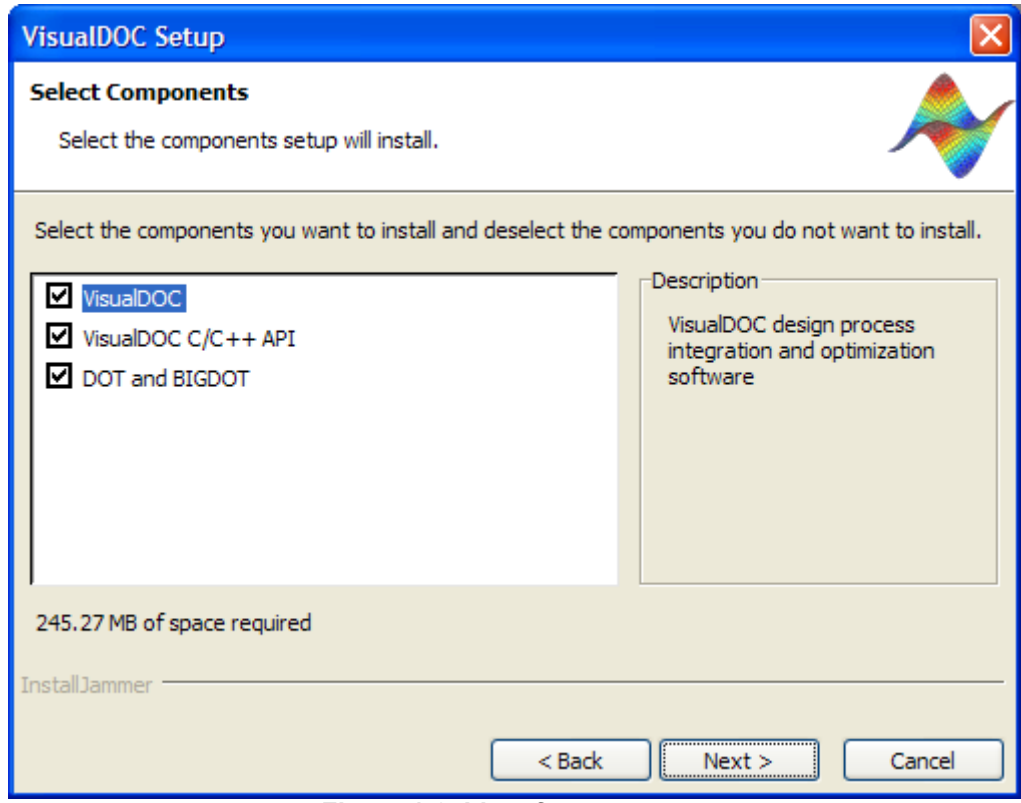 VisualDOC Setup
Select Components
Select the components setup will install.
Select the components you want to install and deselect the components you do not want to install.
VisualDOC
VisualDOC C/C++ API
DOT and BIGDOT
Description
VisualDOC design process
integration and optimization
software
245.27 MB of space required
InstallJammer
< Back
Next >
Cancel